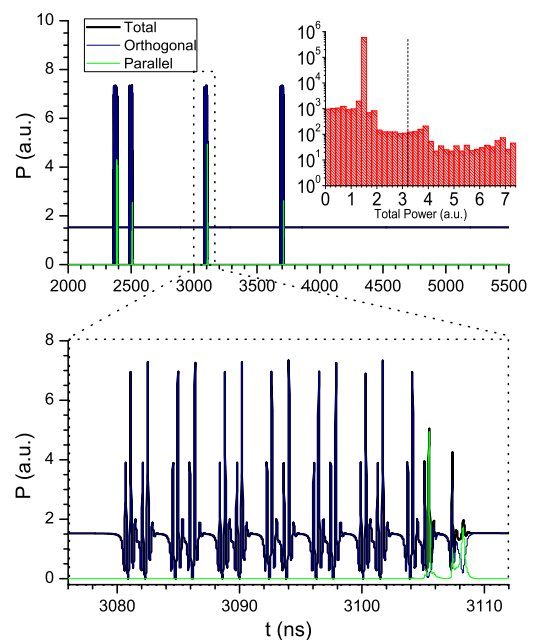 10
8
6
4
2
0
P (a.u.)
Total
Orthogonal
Parallel
10^6
10^5
10^4
10^3
10^2
10^1
10^0
0 1 2 3 4 5 6 7
Total Power (a.u.)
2000 2500 3000 3500 4000 4500 5000 5500
8
6
4
2
0
P (a.u.)
3080 3090 3100 3110
t (ns)